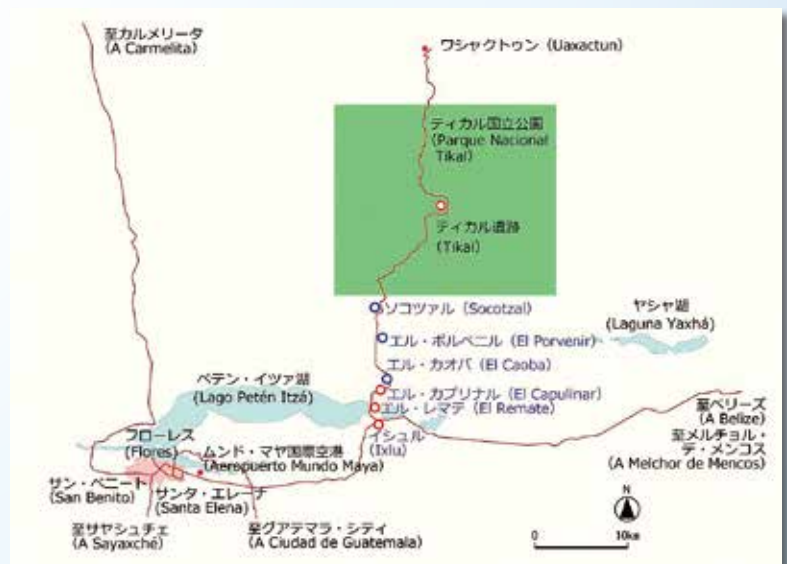 至カルメリータ
(A Carmelita)
ワシャクトゥン (Uaxactun)
ティカル国立公園
(Parque Nacional
Tikal)
ティカル遺跡
(Tikal)
ソコツァル (Socotzal)
ヤシャ湖
(Laguna Yaxhá)
エル・ポルベニル (El Porvenir)
エル・カオバ (El Caoba)
ペテン・イツァ湖
(Lago Petén Itzá)
エル・カプリナル (El Capulinar)
エル・レマテ (El Remate)
イシュル
(Ixlu)
至ベリーズ
(A Belize)
至メルチョル・
デ・メンコス
(A Melchor de Mencos)
フローレス
(Flores)
ムンド・マヤ国際空港
(Aeropuerto Mundo Maya)
サン・ベニート
(San Benito)
サンタ・エレーナ
(Santa Elena)
至サヤシュチェ
(A Sayaxché)
至グアテマラ・シティ
(A Ciudad de Guatemala)
N
0 10km